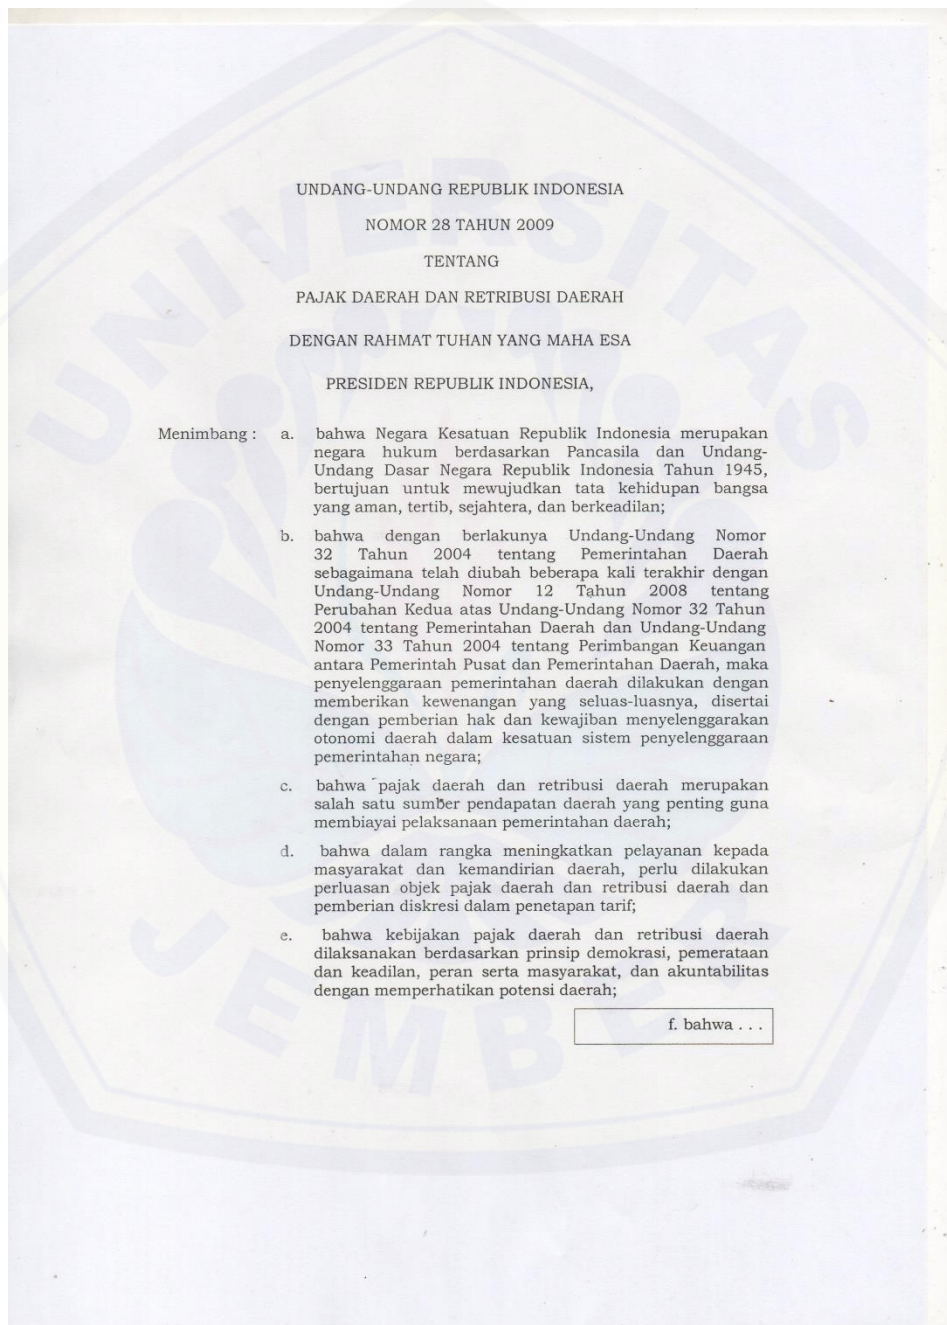 UNDANG-UNDANG REPUBLIK INDONESIA
NOMOR 28 TAHUN 2009
TENTANG
PAJAK DAERAH DAN RETRIBUSI DAERAH
DENGAN RAHMAT TUHAN YANG MAHA ESA
PRESIDEN REPUBLIK INDONESIA,
Menimbang : a. bahwa Negara Kesatuan Republik Indonesia merupakan
negara hukum berdasarkan Pancasila dan Undang-
Undang Dasar Negara Republik Indonesia Tahun 1945,
bertujuan untuk mewujudkan tata kehidupan bangsa
yang aman, tertib, sejahtera, dan berkeadilan;
b. bahwa dengan berlakunya Undang-Undang Nomor
32 Tahun 2004 tentang Pemerintahan Daerah
sebagaimana telah diubah beberapa kali terakhir dengan
Undang-Undang Nomor 12 Tahun 2008 tentang
Perubahan Kedua atas Undang-Undang Nomor 32 Tahun
2004 tentang Pemerintahan Daerah dan Undang-Undang
Nomor 33 Tahun 2004 tentang Perimbangan Keuangan
antara Pemerintah Pusat dan Pemerintahan Daerah, maka
penyelenggaraan pemerintahan daerah dilakukan dengan
memberikan kewenangan yang seluas-luasnya, disertai
dengan pemberian hak dan kewajiban menyelenggarakan
otonomi daerah dalam kesatuan sistem penyelenggaraan
pemerintahan negara;
c. bahwa pajak daerah dan retribusi daerah merupakan
salah satu sumber pendapatan daerah yang penting guna
membiayai pelaksanaan pemerintahan daerah;
d. bahwa dalam rangka meningkatkan pelayanan kepada
masyarakat dan kemandirian daerah, perlu dilakukan
perluasan objek pajak daerah dan retribusi daerah dan
pemberian diskresi dalam penetapan tarif;
e. bahwa kebijakan pajak daerah dan retribusi daerah
dilaksanakan berdasarkan prinsip demokrasi, pemerataan
dan keadilan, peran serta masyarakat, dan akuntabilitas
dengan memperhatikan potensi daerah;
f. bahwa . . .
UNIVERSITAS
JEMBER